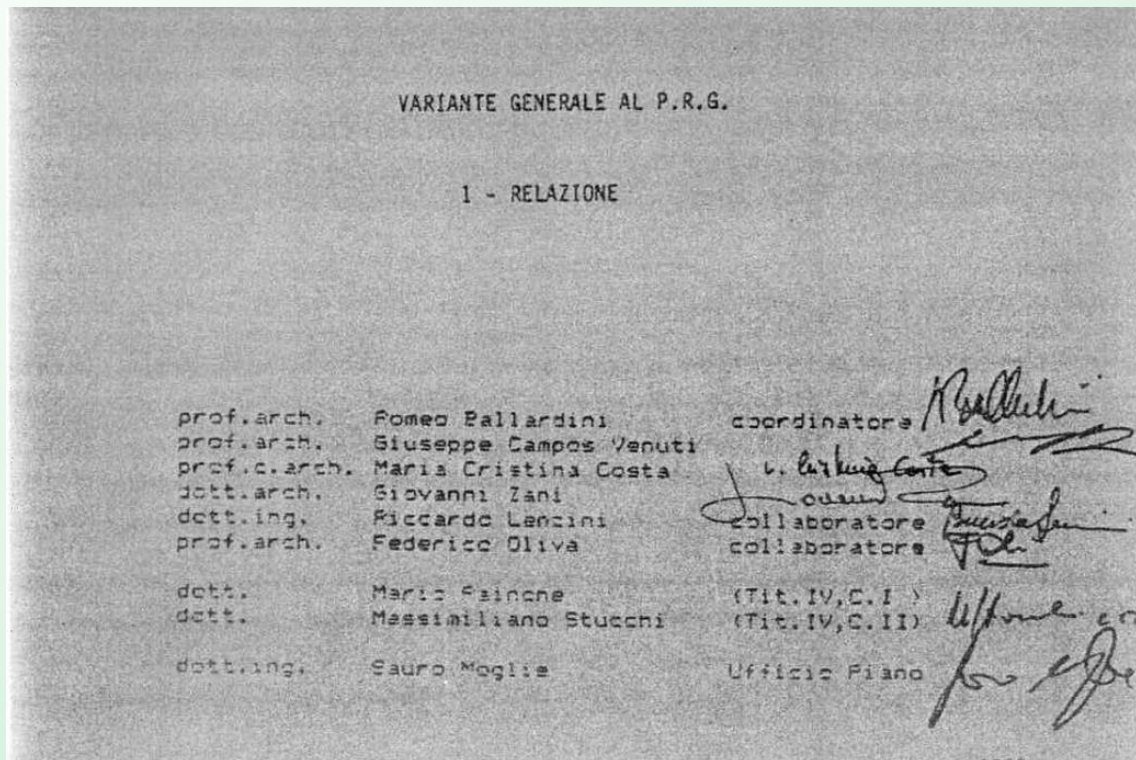 VARIANTE GENERALE AL P.R.G.
1 - RELAZIONE
prof.arch. Romeo Ballardini coordinatore
prof.arch. Giuseppe Campos Venuti
prof.c.arch. Maria Cristina Costa
dott.arch. Giovanni Zani
dott.ing. Riccardo Lenzini collaboratore
prof.arch. Federico Oliva collaboratore
dott. Mario Fainone (Tit.IV,C.I )
dott. Massimiliano Stucchi (Tit.IV,C.II)
dott.ing. Sauro Moglie Ufficio Piano